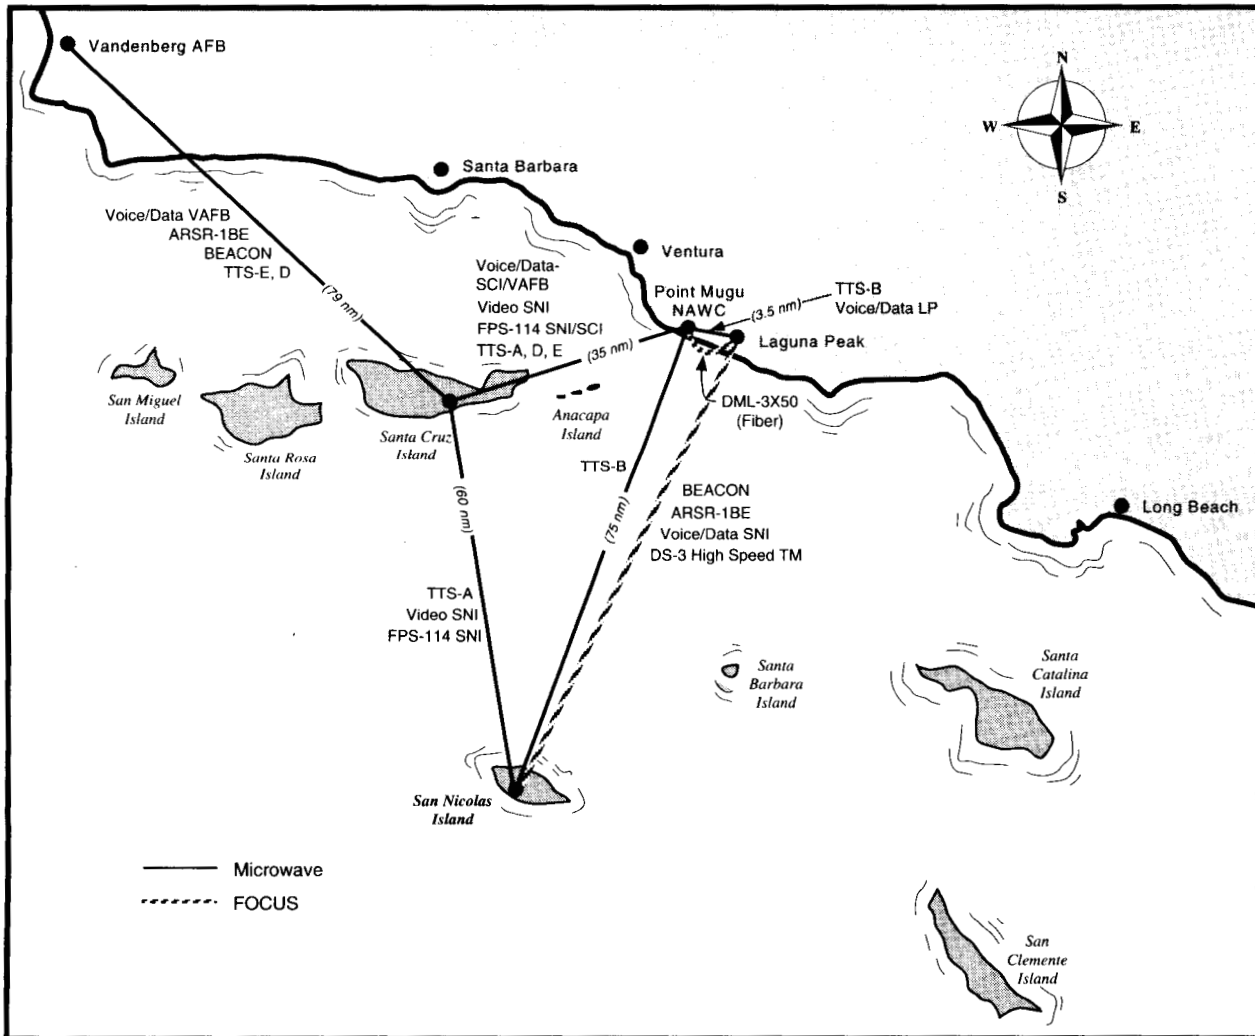 Vandenberg AFB
N
W
E
S
Santa Barbara
Voice/Data VAFB
ARSR-1BE
BEACON
TTS-E, D
(79 nm)
Ventura
Voice/Data-
SCI/VAFB
Video SNI
FPS-114 SNI/SCI
TTS-A, D, E
(35 nm)
Point Mugu
NAWC
TTS-B
Voice/Data LP
(3.5 nm)
Laguna Peak
DML-3X50
(Fiber)
San Miguel
Island
Santa Rosa
Island
Santa Cruz
Island
Anacapa
Island
TTS-B
(60 nm)
(75 nm)
BEACON
ARSR-1BE
Voice/Data SNI
DS-3 High Speed TM
Long Beach
TTS-A
Video SNI
FPS-114 SNI
Santa
Barbara
Island
Santa
Catalina
Island
San Nicolas
Island
Microwave
FOCUS
San
Clemente
Island